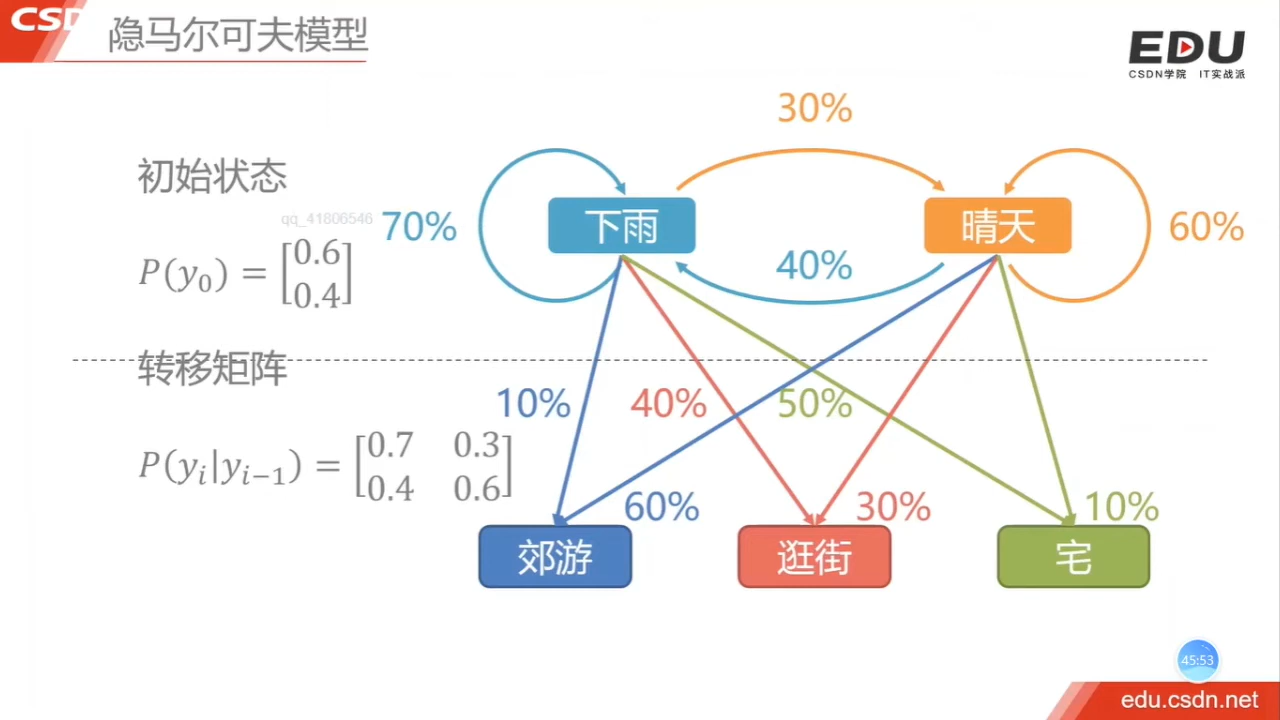 CSD
隐马尔可夫模型
EDU
CSDN学院 IT实战派
30%
初始状态
qq_41806546
70%
下雨
晴天
60%
P(y₀) = [0.6
0.4]
40%
转移矩阵
10%
40%
50%
P(yᵢ|yᵢ₋₁) = [0.7 0.3
0.4 0.6]
60%
30%
10%
郊游
逛街
宅
45:53
edu.csdn.net